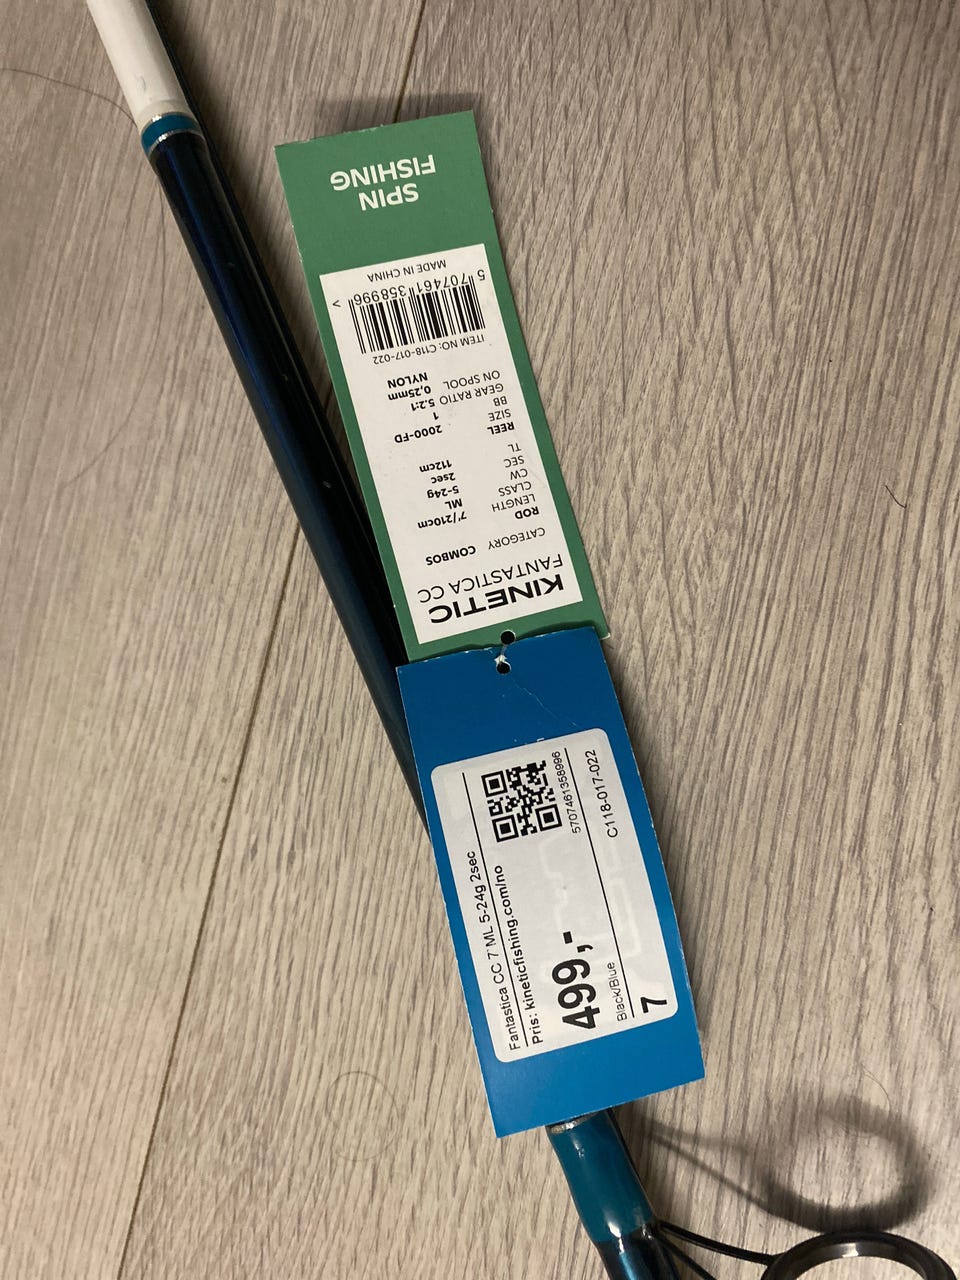 SPIN
FISHING
KINETIC
FANTASTICA CC
CATEGORY COMBOS
ROD
LENGTH 7'/210cm
CLASS ML
CW 5-24g
SEC 2sec
TL 112cm
REEL
SIZE 2000-FD
BB 1
GEAR RATIO 5.2:1
ON SPOOL 0,25mm
NYLON
ITEM NO: C118-017-022
5 707461 358996 >
MADE IN CHINA
Fantastica CC 7' ML 5-24g 2sec
Pris: kineticfishing.com/no
499,-
5707461358996
Black/Blue C118-017-022
7